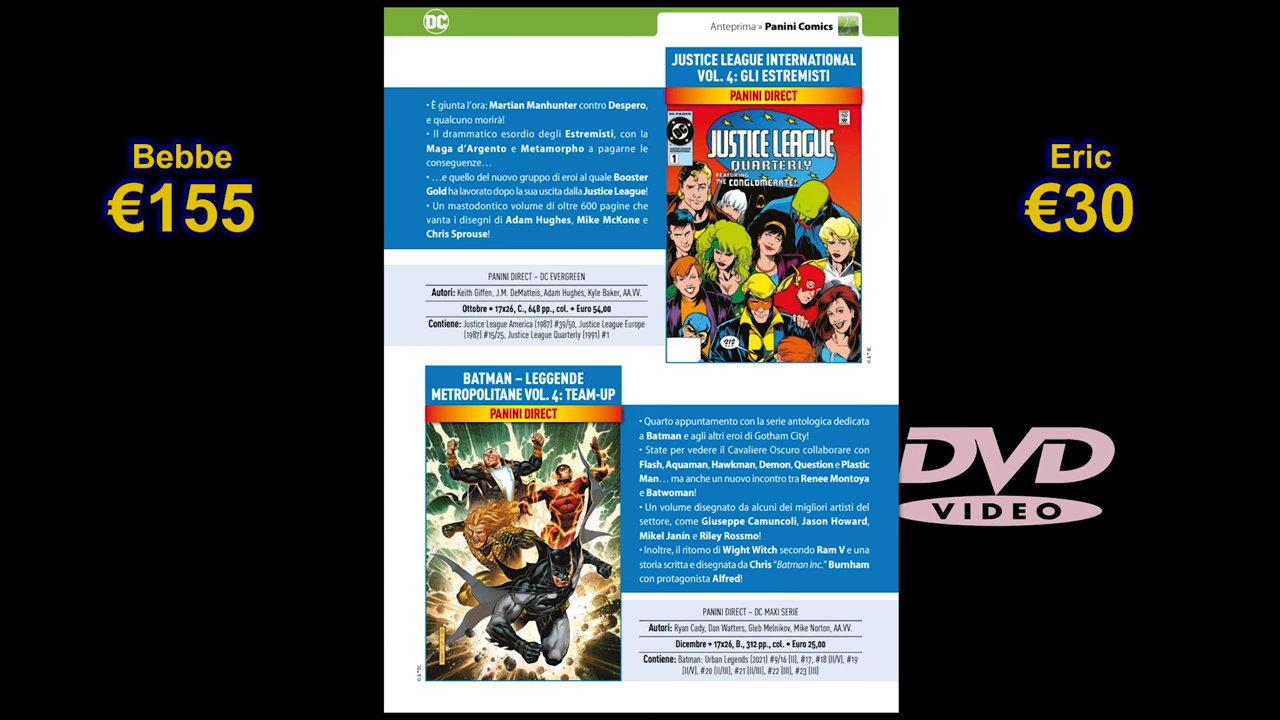 DC
Anteprima » Panini Comics
Bebbe
€155
Eric
€30
JUSTICE LEAGUE INTERNATIONAL
VOL. 4: GLI ESTREMISTI
PANINI DIRECT
• È giunta l'ora: Martian Manhunter contro Despero,
e qualcuno morirà!
• Il drammatico esordio degli Estremisti, con la
Maga d'Argento e Metamorpho a pagarne le
conseguenze…
• …e quello del nuovo gruppo di eroi al quale Booster
Gold ha lavorato dopo la sua uscita dalla Justice League!
• Un mastodontico volume di oltre 600 pagine che
vanta i disegni di Adam Hughes, Mike McKone e
Chris Sprouse!
PANINI DIRECT – DC EVERGREEN
Autori: Keith Giffen, J.M. DeMatteis, Adam Hughes, Kyle Baker, AA.VV.
Ottobre • 17x26, C., 648 pp., col. • Euro 54,00
Contiene: Justice League America (1987) #39/50, Justice League Europe
(1987) #15/25, Justice League Quarterly (1991) #1
DC
1
JUSTICE LEAGUE
QUARTERLY
FEATURING
THE CONGLOMERATE!
?!?
BATMAN – LEGGENDE
METROPOLITANE VOL. 4: TEAM-UP
PANINI DIRECT
• Quarto appuntamento con la serie antologica dedicata
a Batman e agli altri eroi di Gotham City!
• State per vedere il Cavaliere Oscuro collaborare con
Flash, Aquaman, Hawkman, Demon, Question e Plastic
Man… ma anche un nuovo incontro tra Renee Montoya
e Batwoman!
• Un volume disegnato da alcuni dei migliori artisti del
settore, come Giuseppe Camuncoli, Jason Howard,
Mikel Janín e Riley Rossmo!
• Inoltre, il ritorno di Wight Witch secondo Ram V e una
storia scritta e disegnata da Chris "Batman Inc." Burnham
con protagonista Alfred!
PANINI DIRECT – DC MAXI SERIE
Autori: Ryan Cady, Dan Watters, Gleb Melnikov, Mike Norton, AA.VV.
Dicembre • 17x26, B., 312 pp., col. • Euro 25,00
Contiene: Batman: Urban Legends (2021) #9/16 (II), #17, #18 (II/V), #19
(II/V), #20 (II/III), #21 (II/III), #22 (III), #23 (III)
DVD
VIDEO